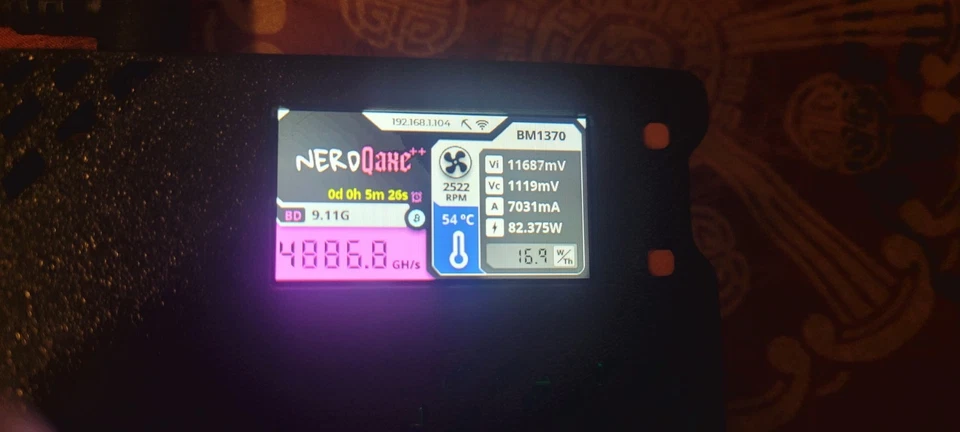 192.168.1.104
BM1370
NERDQaxe++
0d 0h 5m 26s
BD 9.11G
4886.8 GH/s
2522
RPM
54 °C
Vi 11687mV
Vc 1119mV
A 7031mA
82.375W
16.9 W/Th